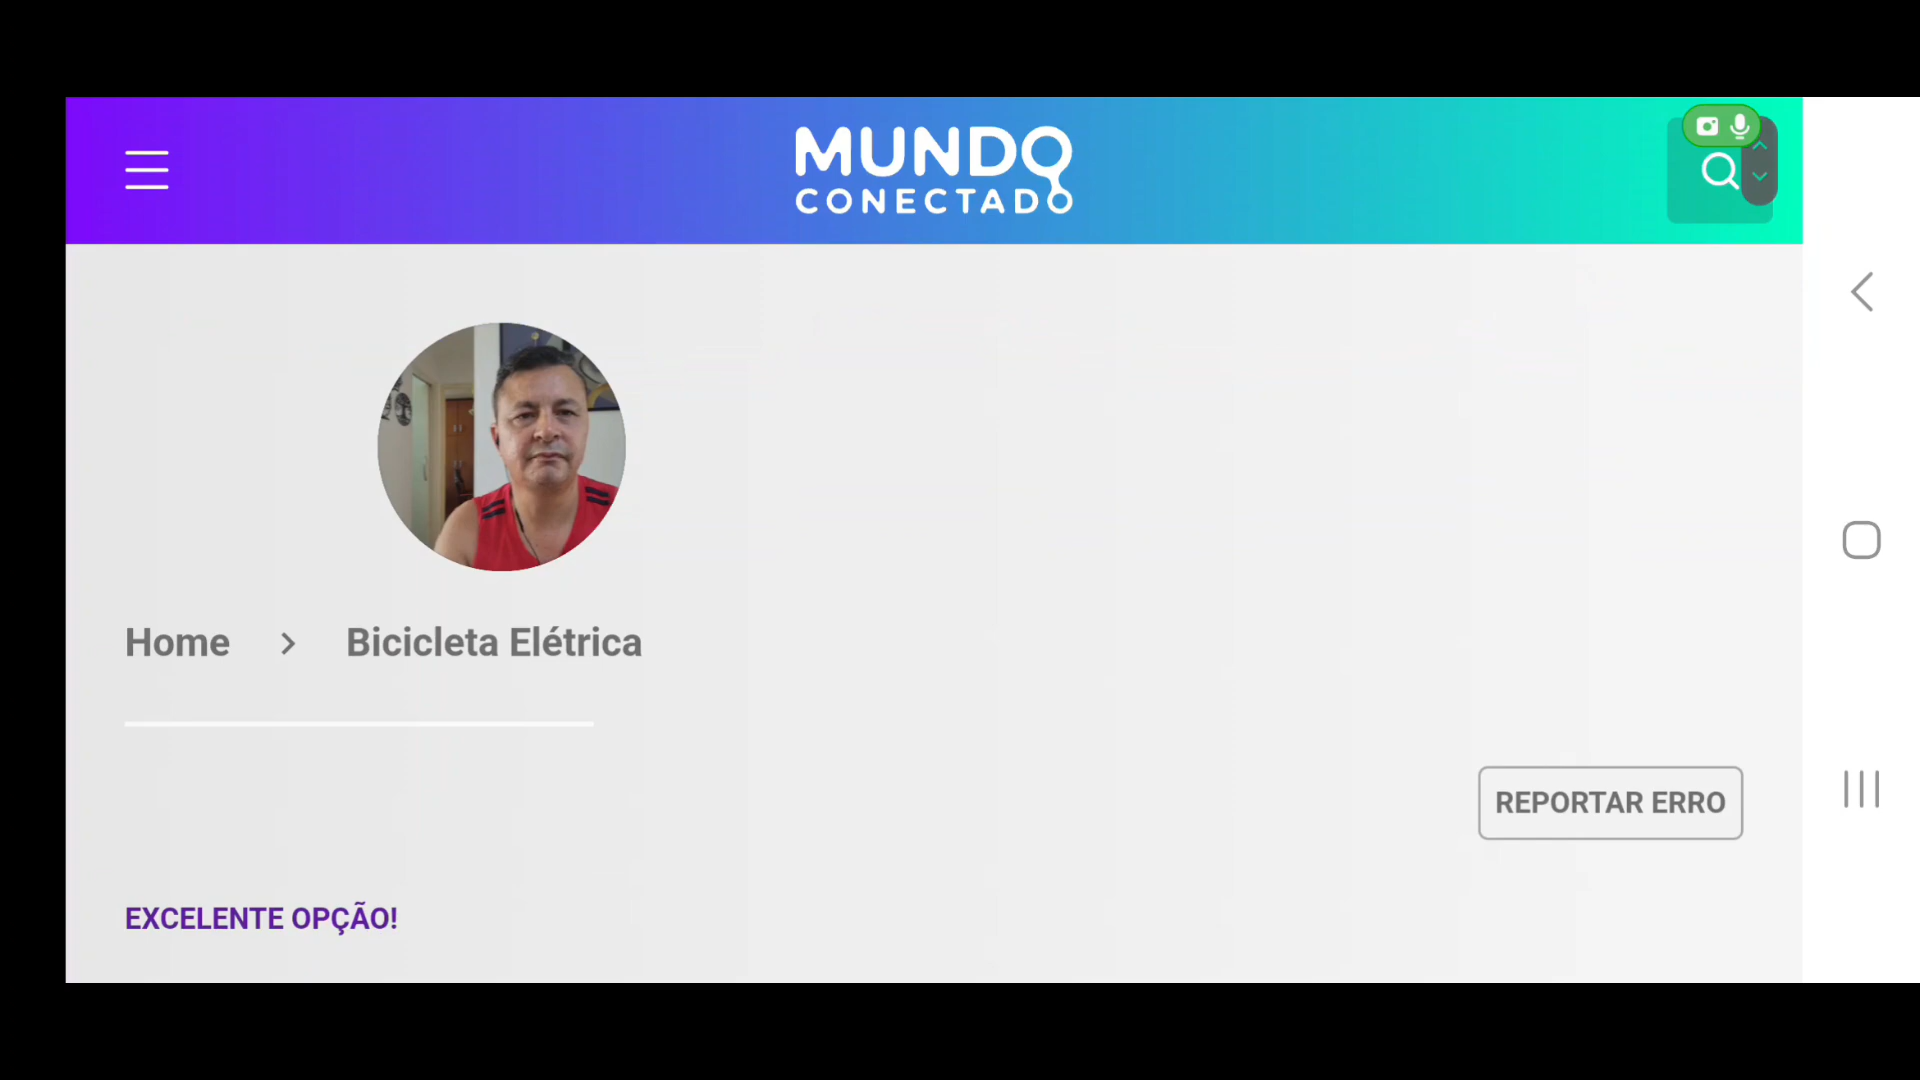 MUNDO
CONECTADO
Home > Bicicleta Elétrica
REPORTAR ERRO
EXCELENTE OPÇÃO!